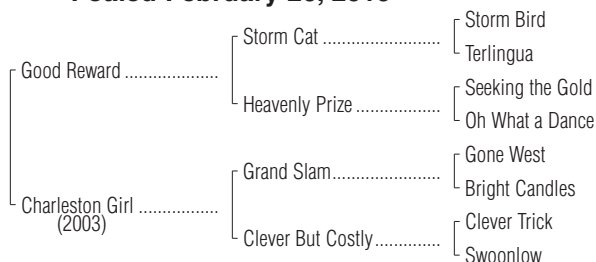 Foaled February
Storm Bird
Storm Cat ........................
Terlingua
Good Reward ...................
Seeking the Gold
Heavenly Prize ..................
Oh What a Dance
Gone West
Grand Slam......................
Bright Candles
Charleston Girl ................
(2003)
Clever Trick
Clever But Costly..............
Swoonlow